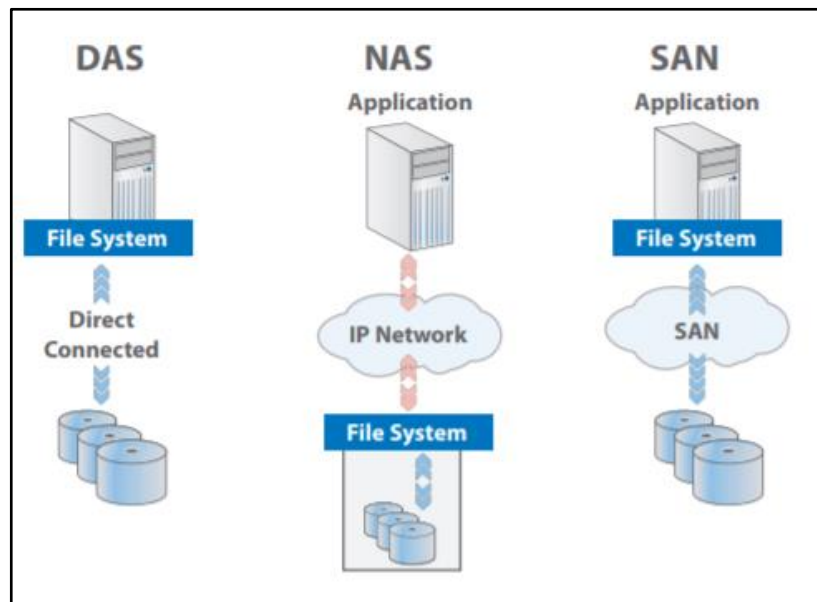 DAS
File System
Direct
Connected
NAS
Application
IP Network
File System
SAN
Application
File System
SAN